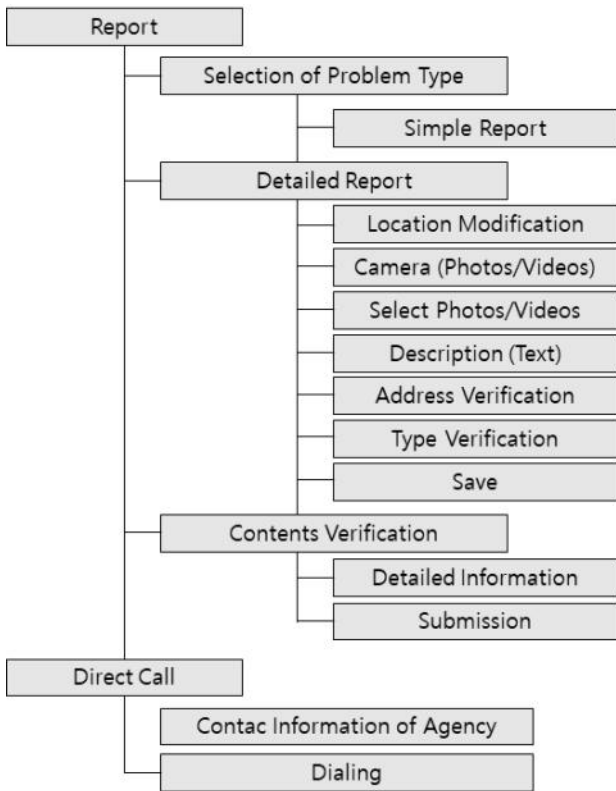 Report
Selection of Problem Type
Simple Report
Detailed Report
Location Modification
Camera (Photos/Videos)
Select Photos/Videos
Description (Text)
Address Verification
Type Verification
Save
Contents Verification
Detailed Information
Submission
Direct Call
Contac Information of Agency
Dialing